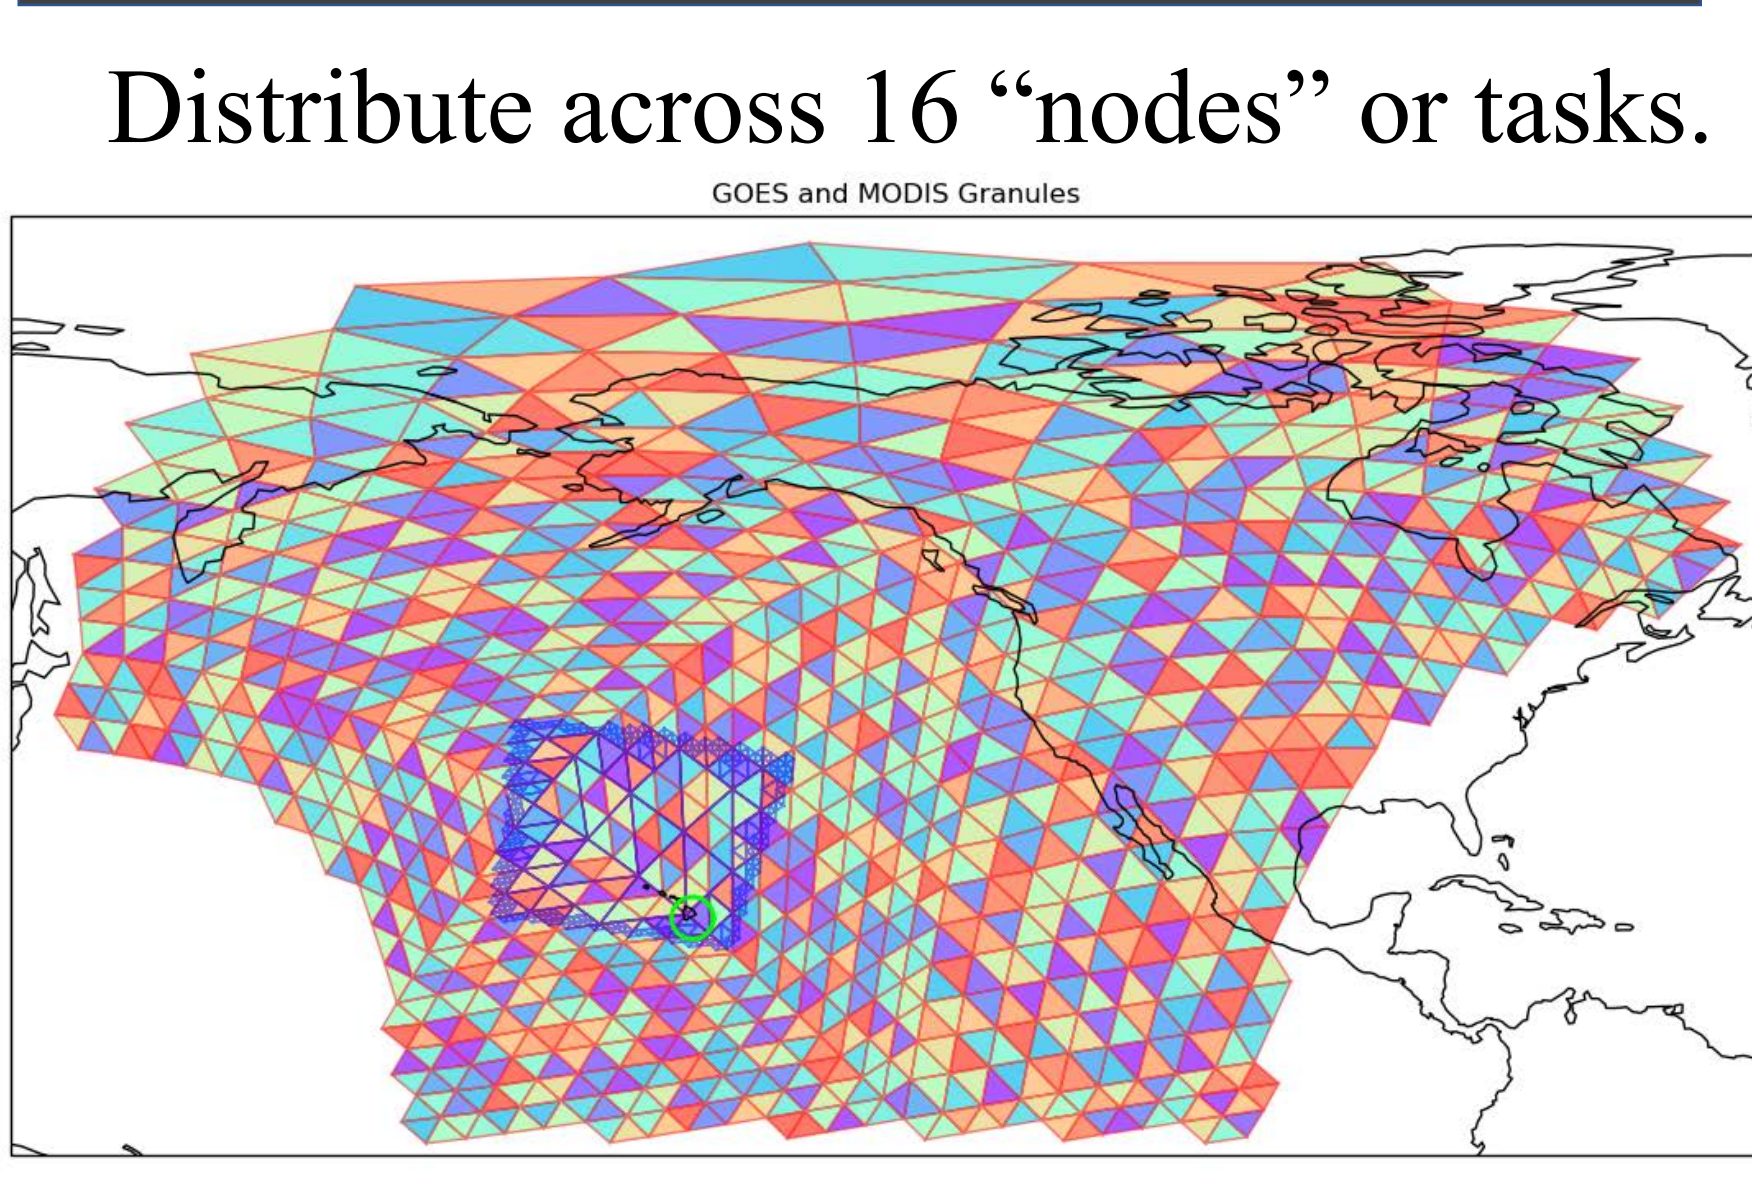 Distribute across 16 “nodes” or tasks.
GOES and MODIS Granules